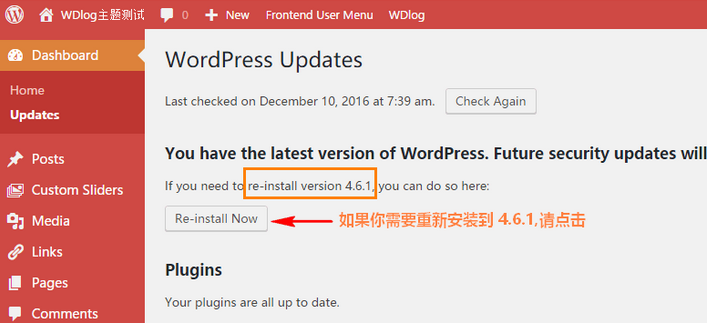 WDlog主题测试 0 + New Frontend User Menu WDlog
Dashboard
Home
Updates
Posts
Custom Sliders
Media
Links
Pages
Comments
WordPress Updates
Last checked on December 10, 2016 at 7:39 am. Check Again
You have the latest version of WordPress. Future security updates will
If you need to re-install version 4.6.1, you can do so here:
Re-install Now 如果你需要重新安装到 4.6.1,请点击
Plugins
Your plugins are all up to date.